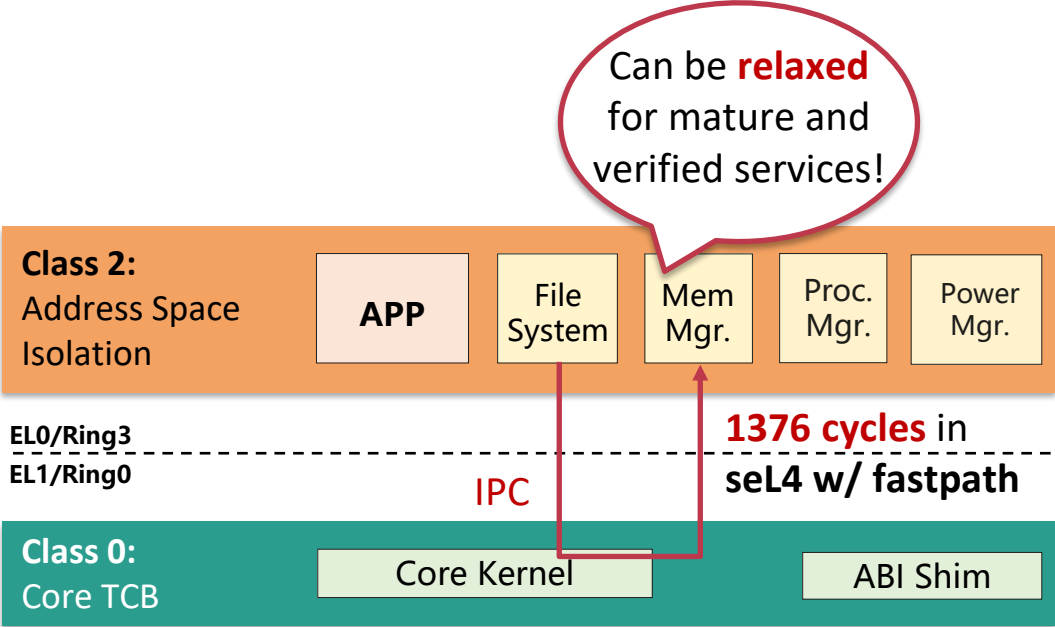 Can be relaxed
for mature and
verified services!
Class 2:
Address Space
Isolation
APP
File
System
Mem
Mgr.
Proc.
Mgr.
Power
Mgr.
EL0/Ring3
EL1/Ring0
IPC
1376 cycles in
seL4 w/ fastpath
Class 0:
Core TCB
Core Kernel
ABI Shim